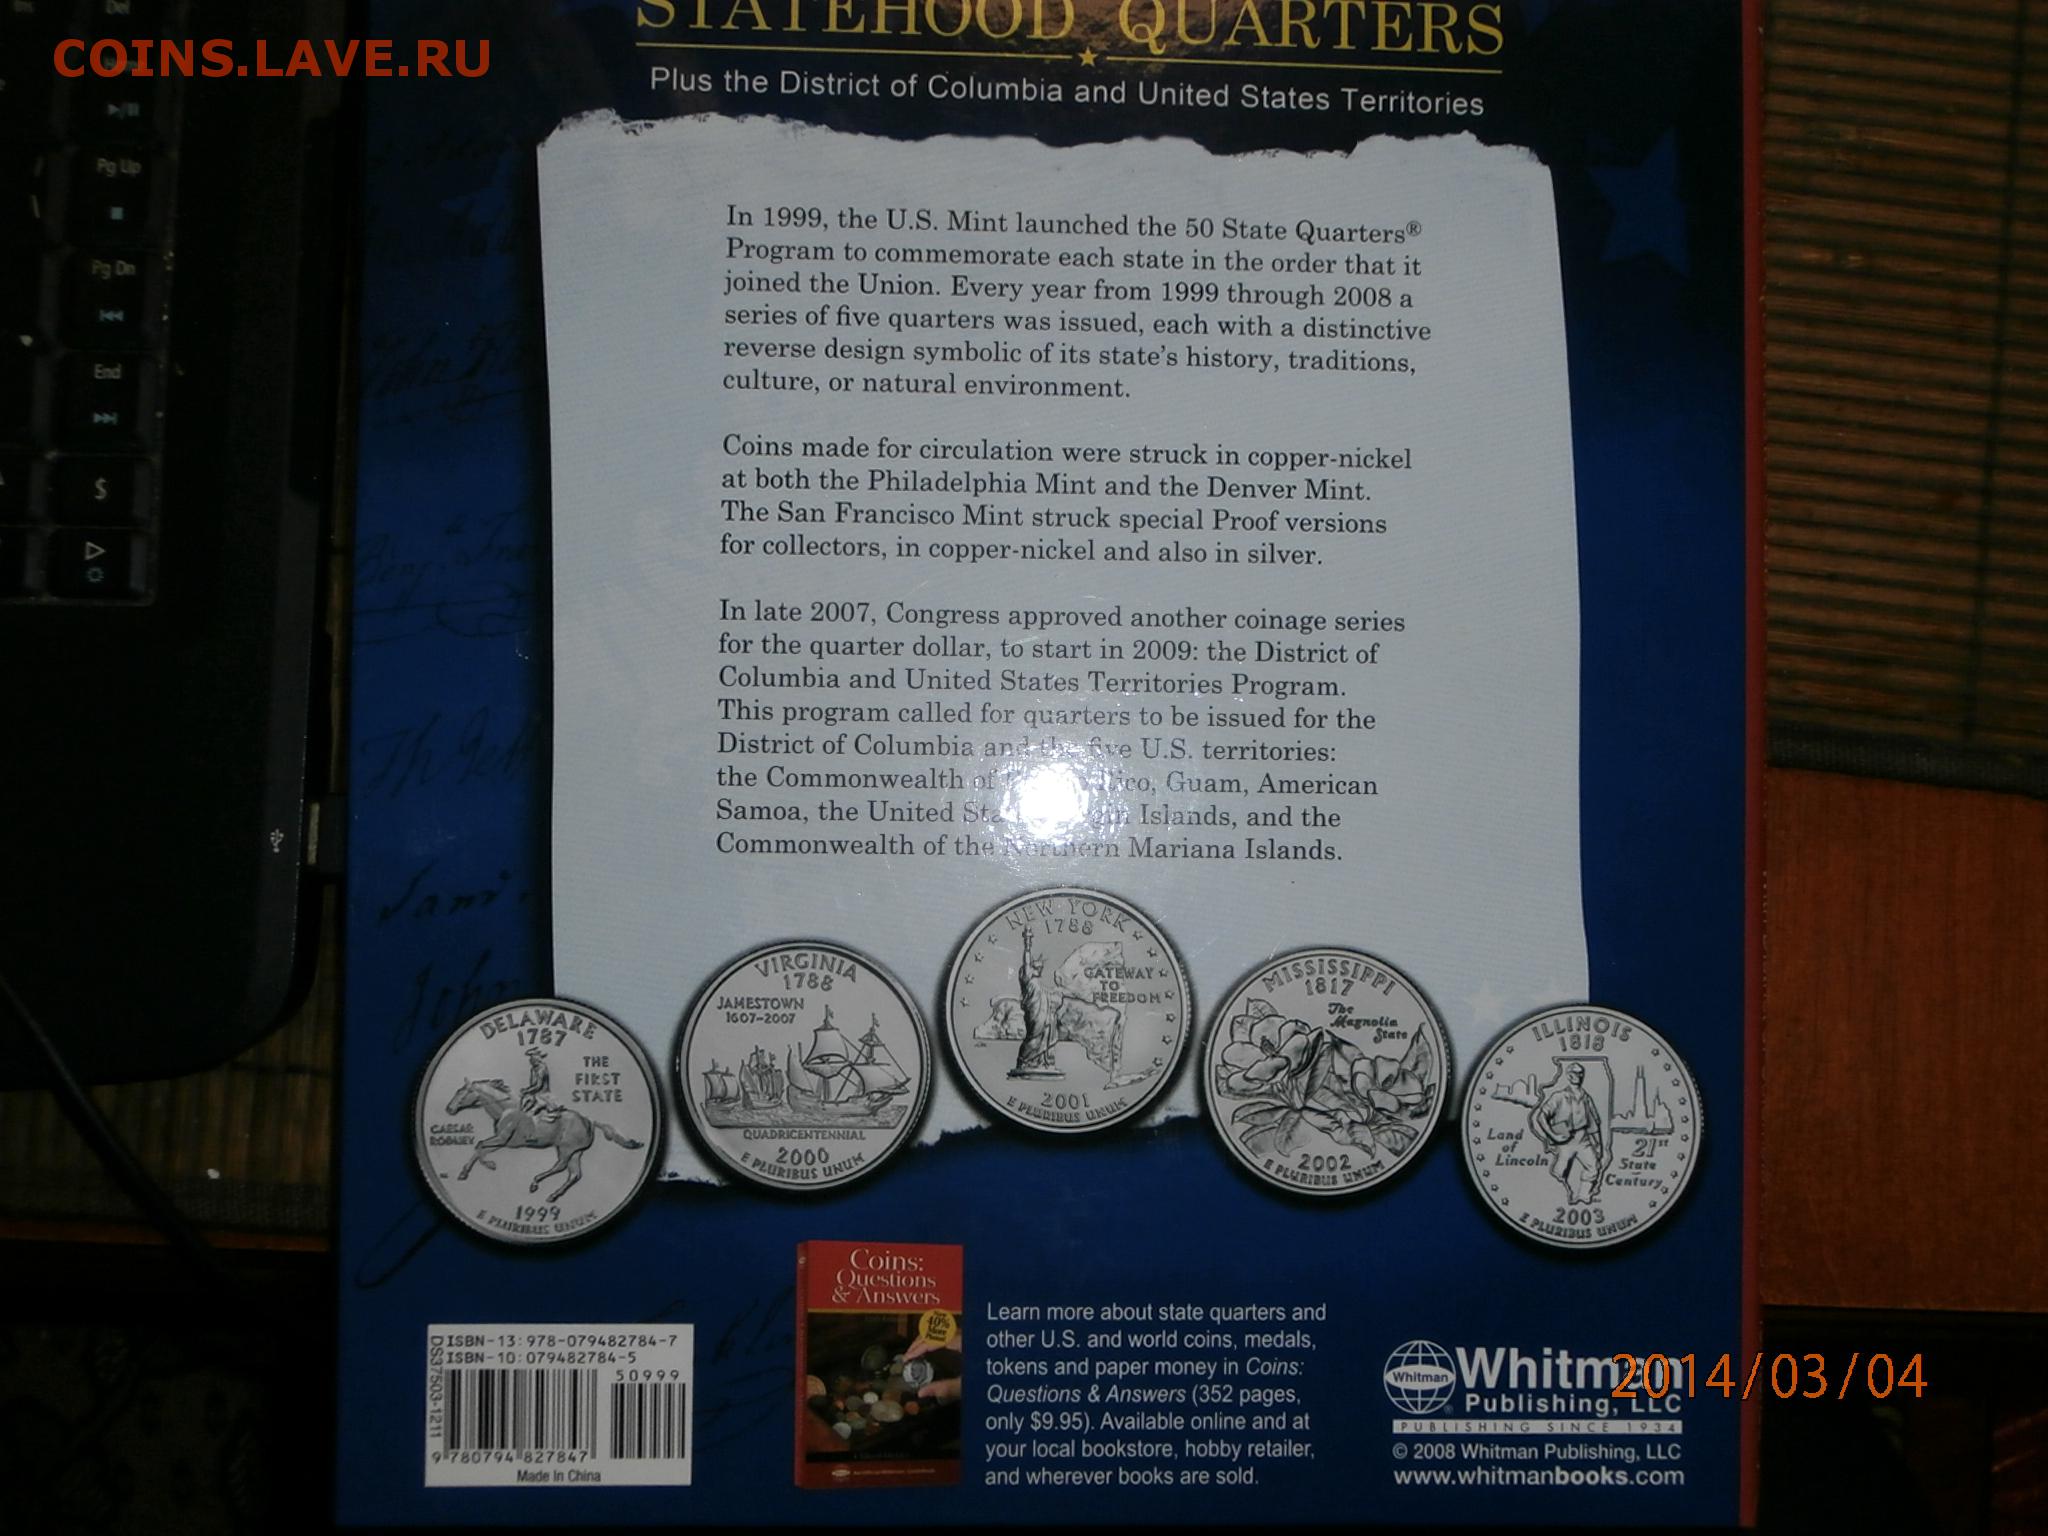 COINS.LAVE.RU
Del
Pg Up
Pg Dn
End
$
STATEHOOD QUARTERS
Plus the District of Columbia and United States Territories
In 1999, the U.S. Mint launched the 50 State Quarters®
Program to commemorate each state in the order that it
joined the Union. Every year from 1999 through 2008 a
series of five quarters was issued, each with a distinctive
reverse design symbolic of its state's history, traditions,
culture, or natural environment.
Coins made for circulation were struck in copper-nickel
at both the Philadelphia Mint and the Denver Mint.
The San Francisco Mint struck special Proof versions
for collectors, in copper-nickel and also in silver.
In late 2007, Congress approved another coinage series
for the quarter dollar, to start in 2009: the District of
Columbia and United States Territories Program.
This program called for quarters to be issued for the
District of Columbia and the five U.S. territories:
the Commonwealth of Rico, Guam, American
Samoa, the United Islands, and the
Commonwealth of the Northern Mariana Islands.
DELAWARE
1787
THE
FIRST
STATE
CAESAR
RODNEY
1999
E PLURIBUS UNUM
VIRGINIA
1788
JAMESTOWN
1607-2007
QUADRICENTENNIAL
2000
E PLURIBUS UNUM
NEW YORK
1788
GATEWAY
TO
FREEDOM
2001
E PLURIBUS UNUM
MISSISSIPPI
1817
The
Magnolia
State
2002
E PLURIBUS UNUM
ILLINOIS
1818
Land
of
Lincoln
21st
State
Century
2003
E PLURIBUS UNUM
DS37503-1211
ISBN-13: 978-079482784-7
ISBN-10: 079482784-5
50999
9 780794 827847
Made In China
Coins:
Questions
& Answers
40%
More
Learn more about state quarters and
other U.S. and world coins, medals,
tokens and paper money in Coins:
Questions & Answers (352 pages,
only $9.95). Available online and at
your local bookstore, hobby retailer,
and wherever books are sold.
Whitman
Whitman
Publishing, LLC
PUBLISHING SINCE 1934
© 2008 Whitman Publishing, LLC
www.whitmanbooks.com
2014/03/04